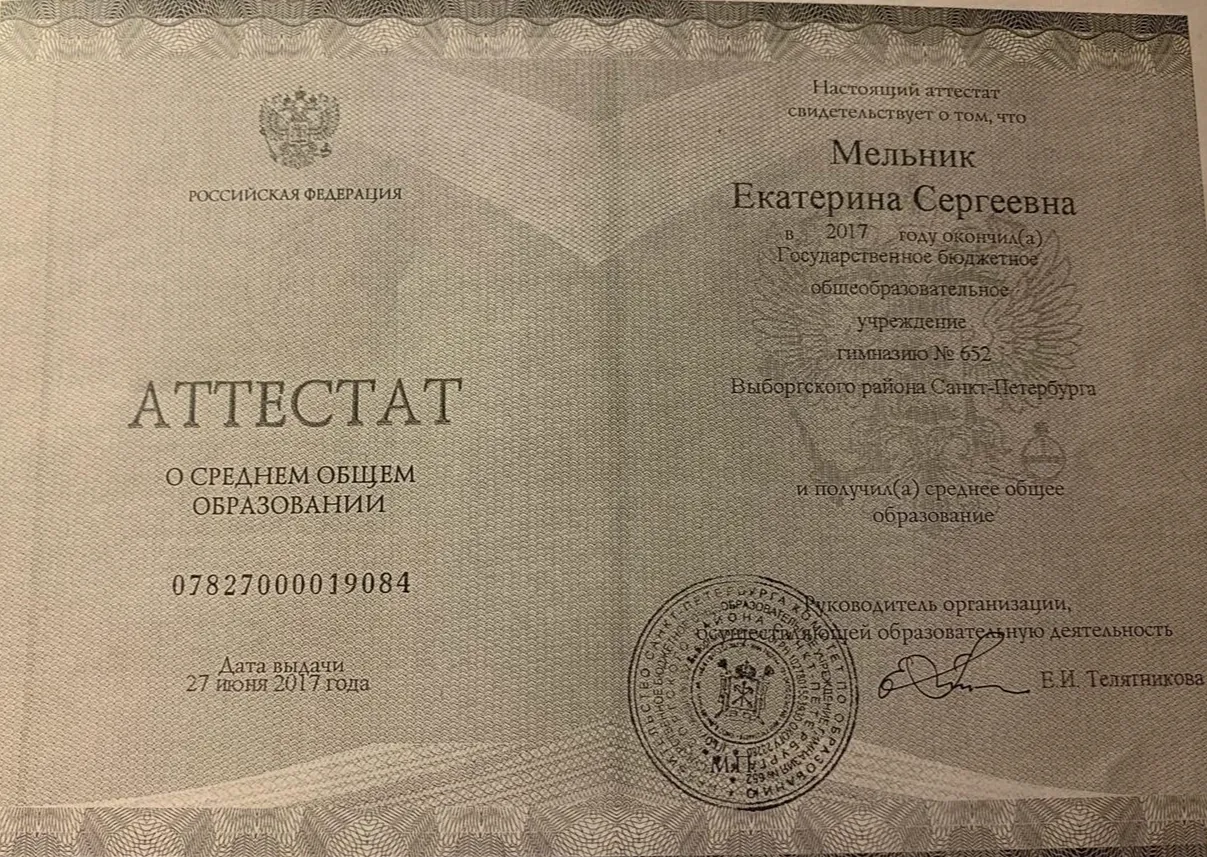 РОССИЙСКАЯ ФЕДЕРАЦИЯ
АТТЕСТАТ
О СРЕДНЕМ ОБЩЕМ
ОБРАЗОВАНИИ
07827000019084
Дата выдачи
27 июня 2017 года
Настоящий аттестат
свидетельствует о том, что
Мельник
Екатерина Сергеевна
в 2017 году окончил(а)
Государственное бюджетное
общеобразовательное
учреждение
гимназию № 652
Выборгского района Санкт-Петербурга
и получил(а) среднее общее
образование
Руководитель организации,
осуществляющей образовательную деятельность
Е.И. Телятникова
М.П.